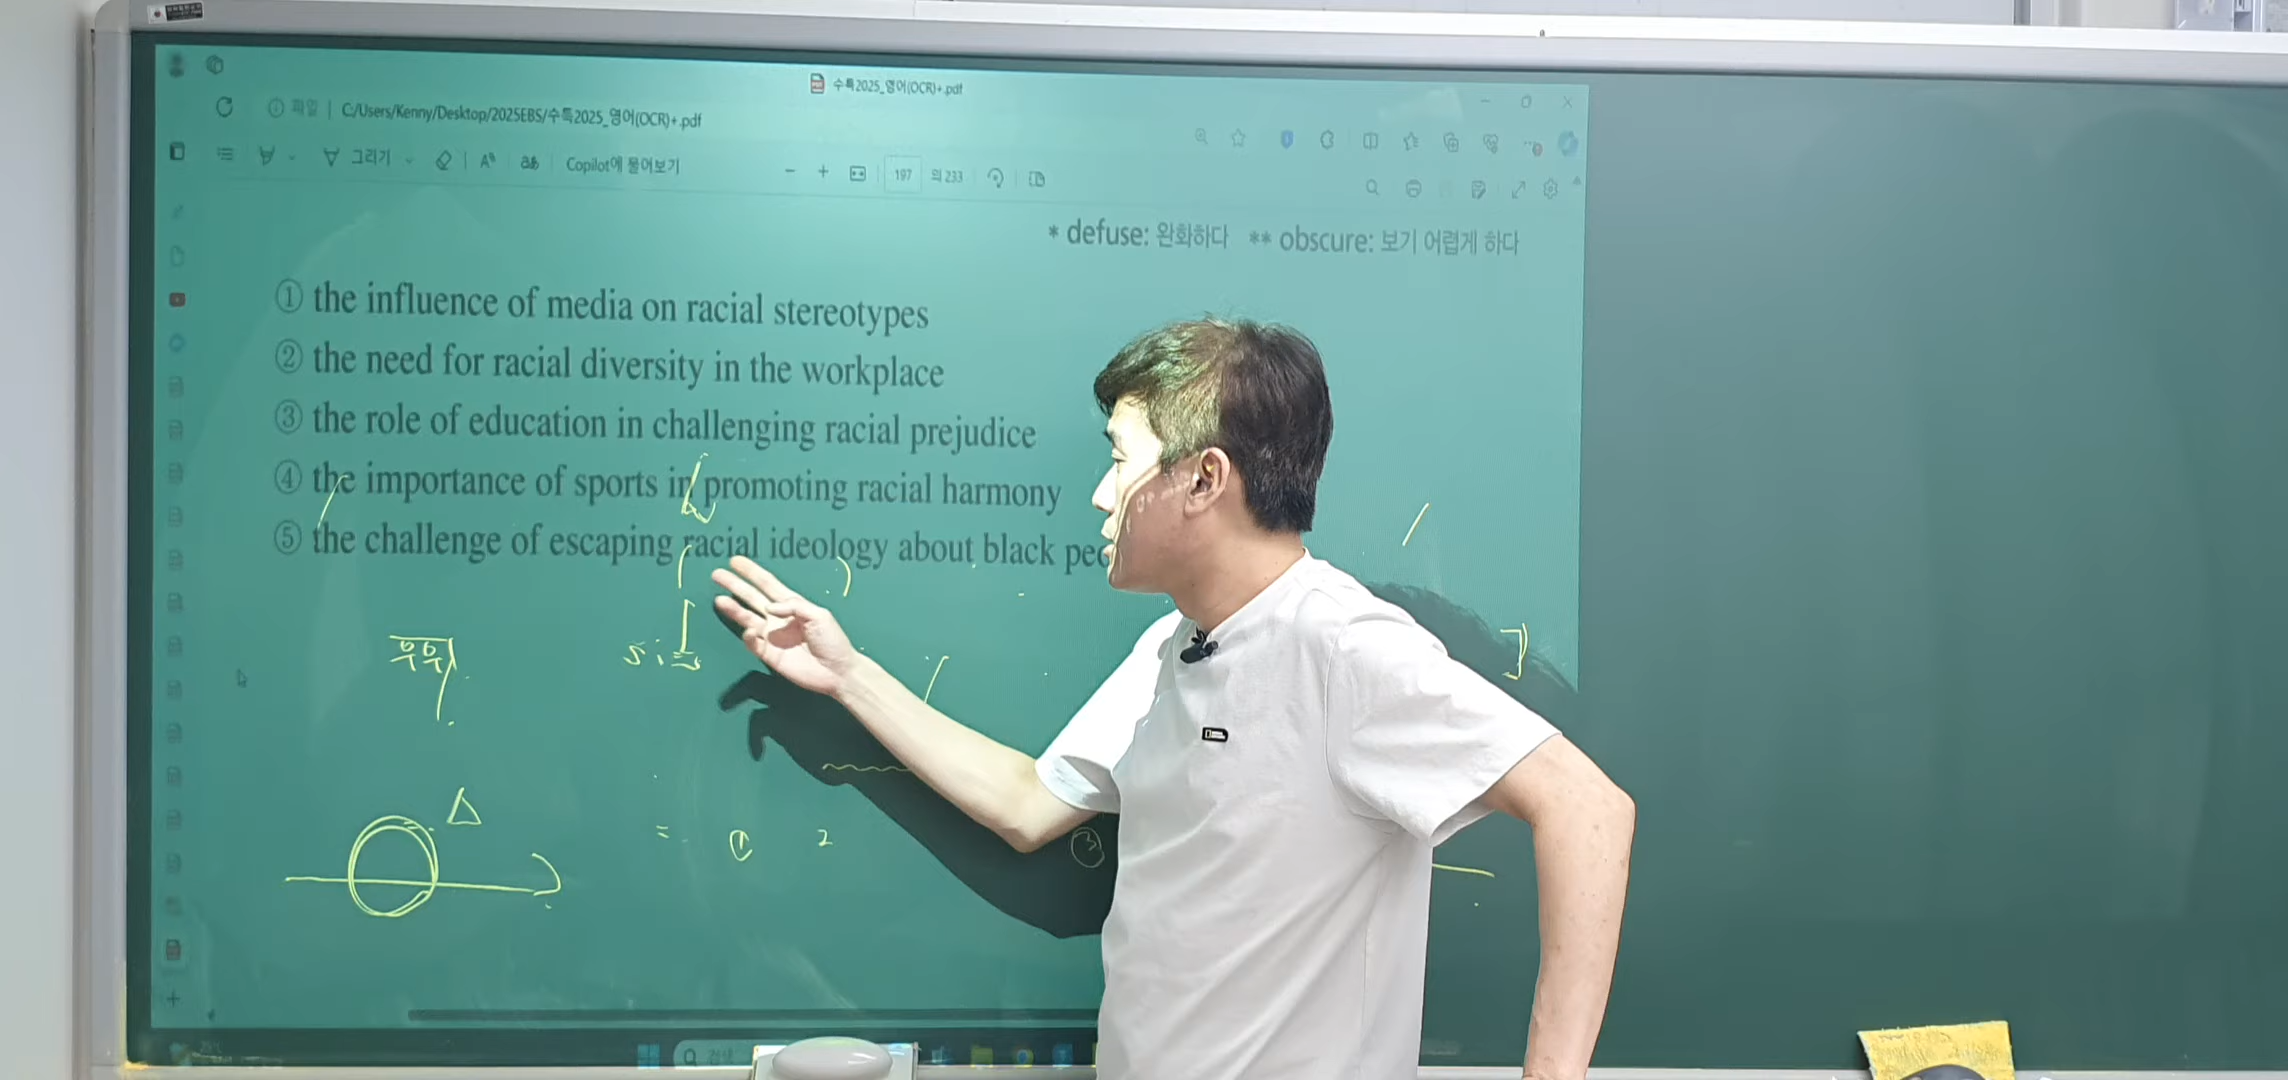 수특2025_영어(OCR)+.pdf
파일 | C:/Users/Kenny/Desktop/2025EBS/수특2025_영어(OCR)+.pdf
그리기 Copilot에 물어보기 − + 197 의 233
* defuse: 완화하다 ** obscure: 보기 어렵게 하다
① the influence of media on racial stereotypes
② the need for racial diversity in the workplace
③ the role of education in challenging racial prejudice
④ the importance of sports in promoting racial harmony
⑤ the challenge of escaping racial ideology about black
= ① 2 ③